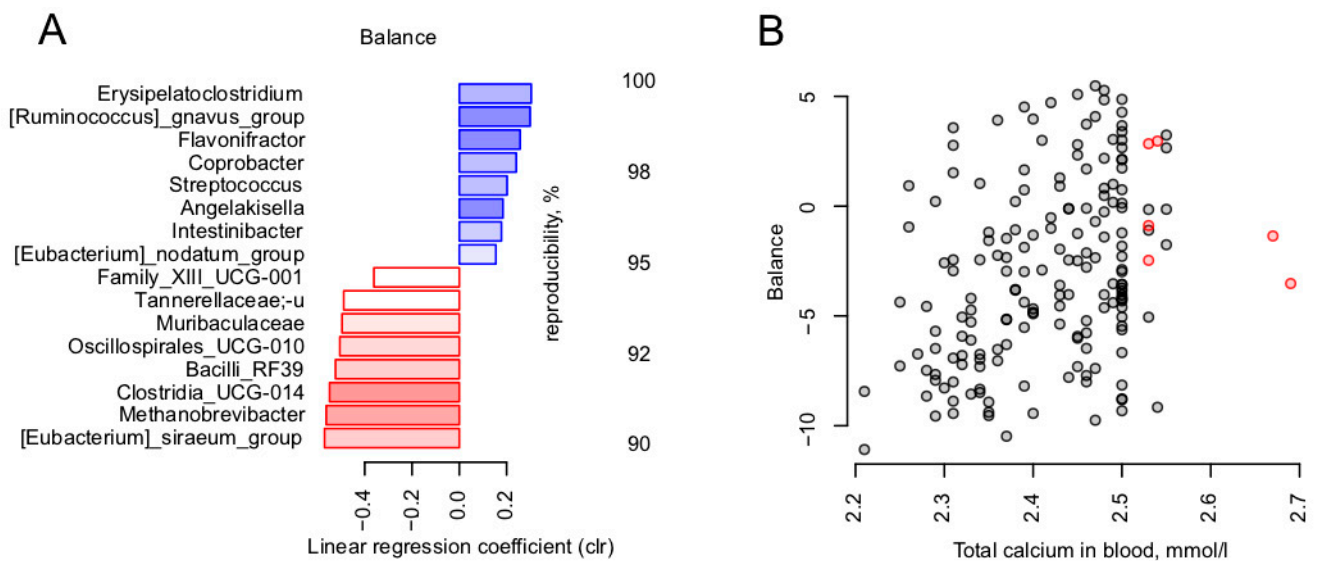 A
Balance
Erysipelatoclostridium
[Ruminococcus]_gnavus_group
Flavonifractor
Coprobacter
Streptococcus
Angelakisella
Intestinibacter
[Eubacterium]_nodatum_group
Family_XIII_UCG-001
Tannerellaceae;-u
Muribaculaceae
Oscillospirales_UCG-010
Bacilli_RF39
Clostridia_UCG-014
Methanobrevibacter
[Eubacterium]_siraeum_group
−0.4
−0.2
0.0
0.2
Linear regression coefficient (clr)
100
98
95
92
90
reproducibility, %
B
5
0
−5
−10
Balance
2.2
2.3
2.4
2.5
2.6
2.7
Total calcium in blood, mmol/l